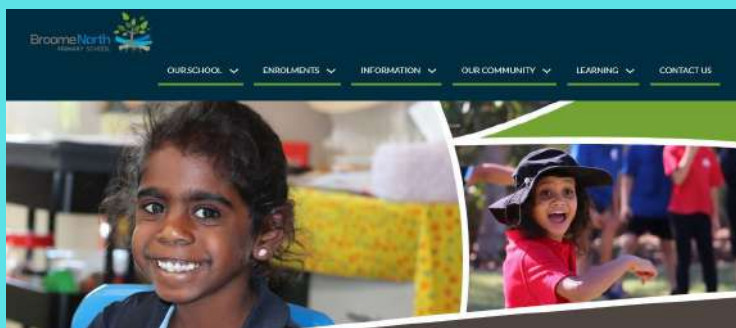 BroomeNorth
PRIMARY SCHOOL
OUR SCHOOL ENROLMENTS INFORMATION OUR COMMUNITY LEARNING CONTACT US